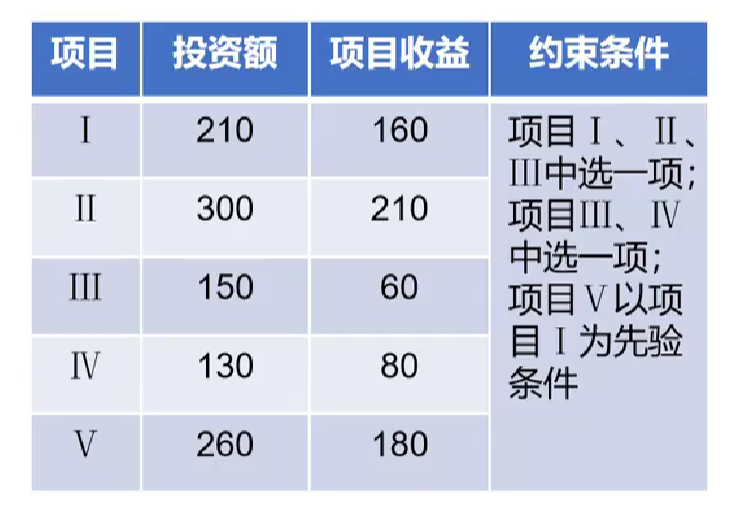 项目 投资额 项目收益 约束条件
Ⅰ 210 160
Ⅱ 300 210
Ⅲ 150 60
Ⅳ 130 80
Ⅴ 260 180
项目Ⅰ、Ⅱ、
Ⅲ中选一项；
项目Ⅲ、Ⅳ
中选一项；
项目Ⅴ以项
目Ⅰ为先验
条件